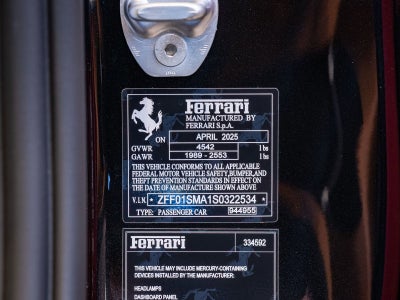 Ferrari
MANUFACTURED BY
FERRARI S.p.A.
ON APRIL 2025
GVWR 4542 lbs
GAWR 1989 - 2553 lbs
THIS VEHICLE CONFORMS TO ALL APPLICABLE
FEDERAL MOTOR VEHICLE SAFETY,BUMPER,AND
THEFT PREVENTION STANDARDS IN EFFECT ON
THE DATE OF MANUFACTURE SHOWN ABOVE
V.I.N. * ZFF01SMA1S0322534 *
TYPE: PASSENGER CAR 944955
Ferrari 334592
THIS VEHICLE MAY INCLUDE MERCURY-CONTAINING
DEVICES INSTALLED BY THE MANUFACTURER:
HEADLAMPS
DASHBOARD PANEL